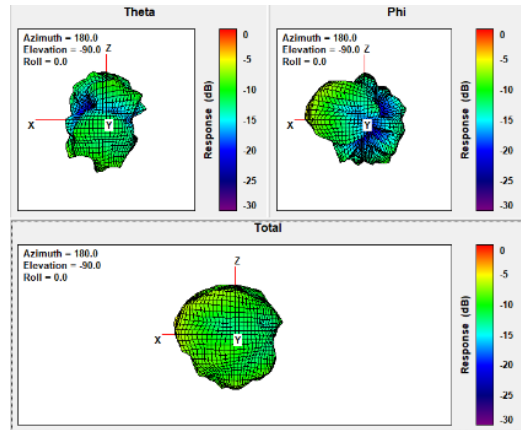 Theta
Azimuth = 180.0
Elevation = -90.0
Roll = 0.0
Z
X
Y
0
-5
-10
-15
-20
-25
-30
Response (dB)
Phi
Azimuth = 180.0
Elevation = -90.0
Roll = 0.0
Z
X
Y
0
-5
-10
-15
-20
-25
-30
Response (dB)
Total
Azimuth = 180.0
Elevation = -90.0
Roll = 0.0
Z
X
Y
0
-5
-10
-15
-20
-25
-30
Response (dB)